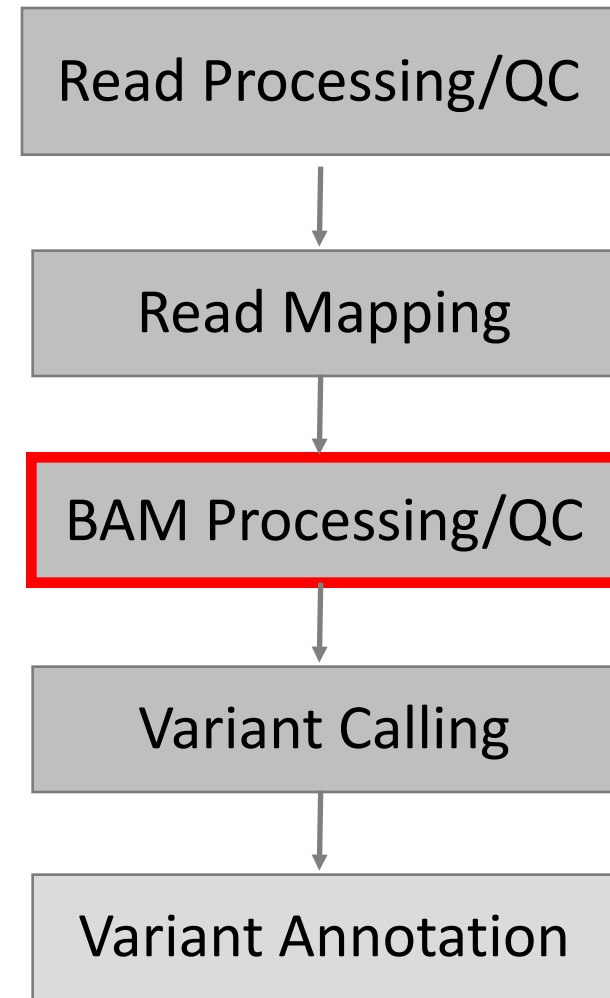 Read Processing/QC
Read Mapping
BAM Processing/QC
Variant Calling
Variant Annotation